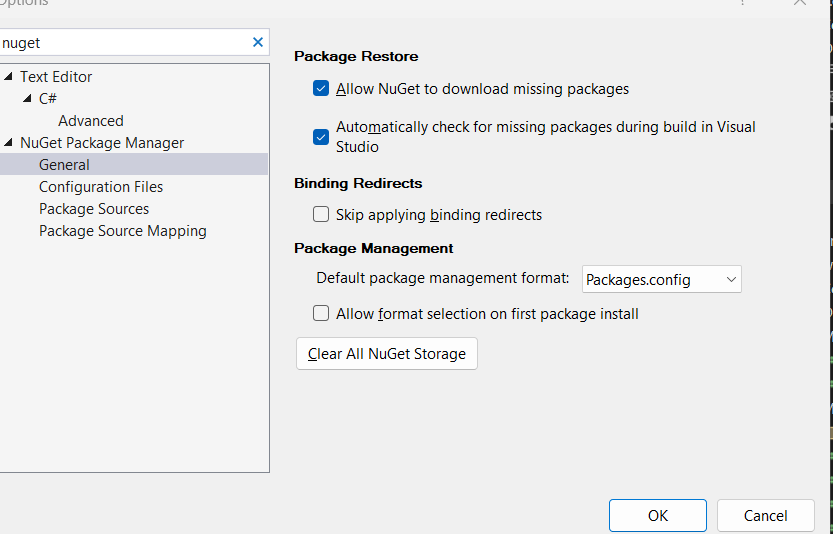 Options
nuget
Text Editor
C#
Advanced
NuGet Package Manager
General
Configuration Files
Package Sources
Package Source Mapping
Package Restore
Allow NuGet to download missing packages
Automatically check for missing packages during build in Visual
Studio
Binding Redirects
Skip applying binding redirects
Package Management
Default package management format:
Packages.config
Allow format selection on first package install
Clear All NuGet Storage
OK
Cancel